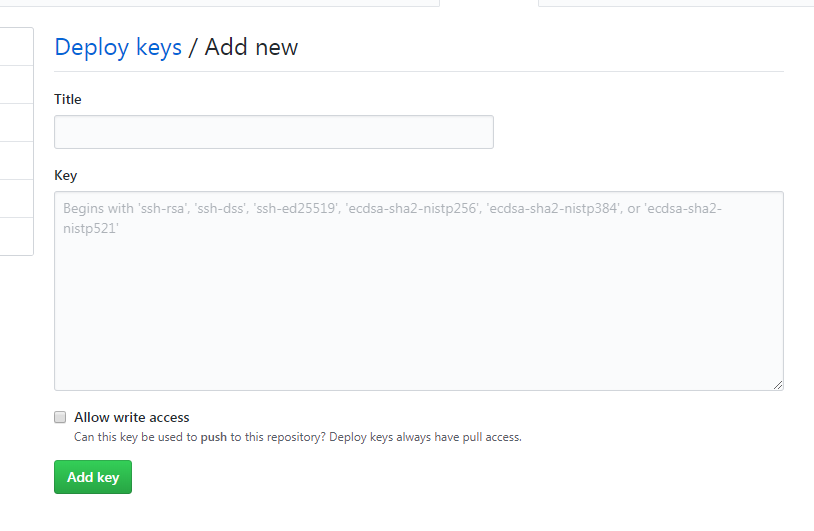 Deploy keys / Add new
Title
Key
Begins with 'ssh-rsa', 'ssh-dss', 'ssh-ed25519', 'ecdsa-sha2-nistp256', 'ecdsa-sha2-nistp384', or 'ecdsa-sha2-
nistp521'
Allow write access
Can this key be used to push to this repository? Deploy keys always have pull access.
Add key